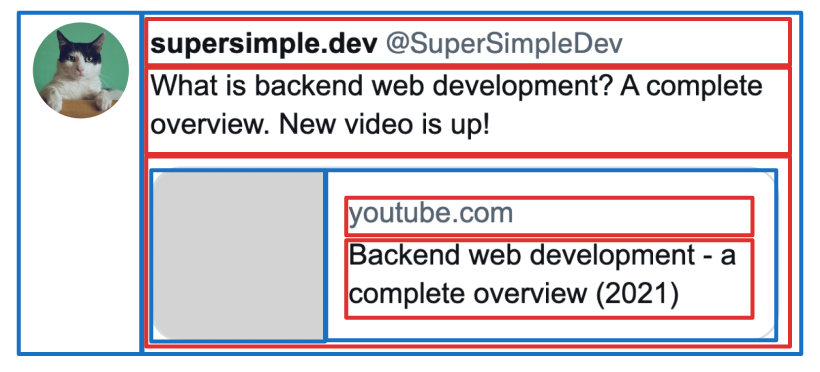 supersimple.dev @SuperSimpleDev
What is backend web development? A complete
overview. New video is up!
youtube.com
Backend web development - a
complete overview (2021)